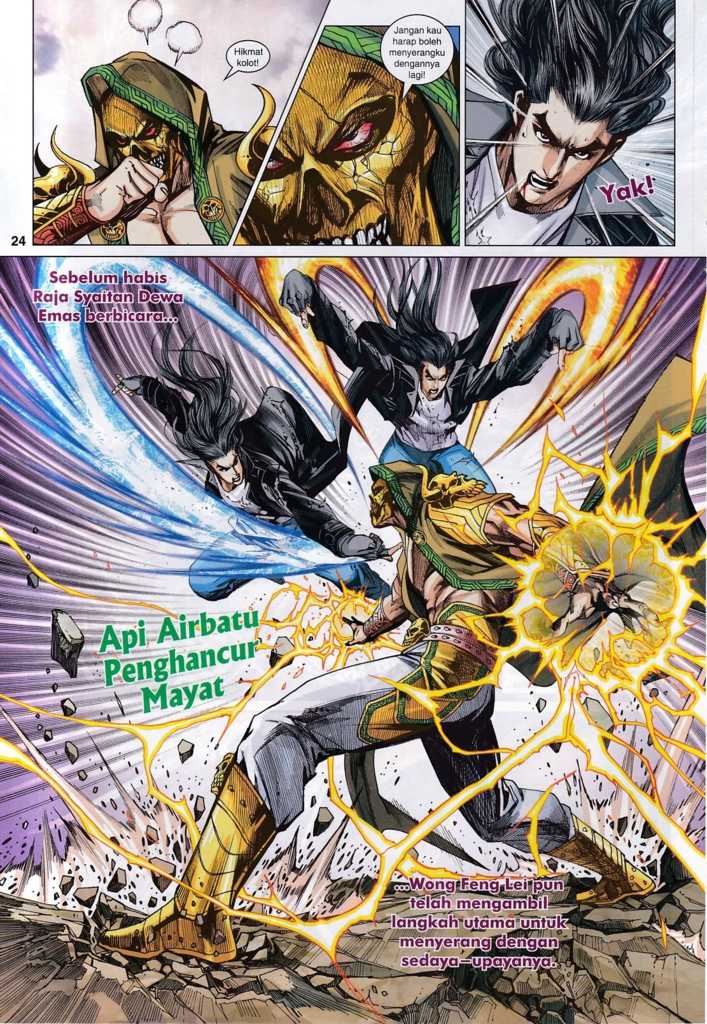 Hikmat
kolot!
Jangan kau
harap boleh
menyerangku
dengannya
lagi!
Yak!
24
Sebelum habis
Raja Syaitan Dewa
Emas berbicara...
Api Airbatu
Penghancur
Mayat
...Wong Feng Lei pun
telah mengambil
langkah utama untuk
menyerang dengan
sedaya–upayanya.